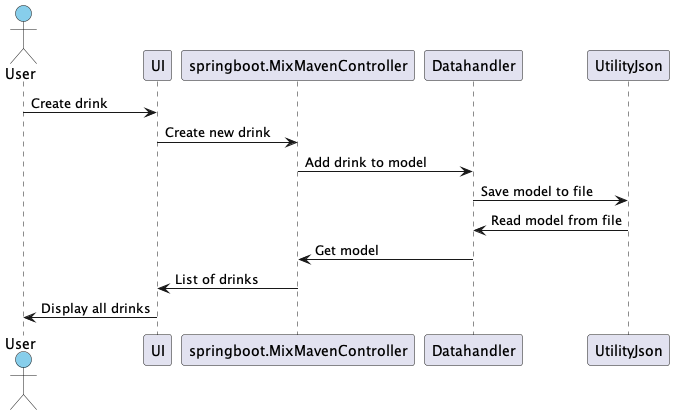 User
UI
springboot.MixMavenController
Datahandler
UtilityJson
Create drink
Create new drink
Add drink to model
Save model to file
Read model from file
Get model
List of drinks
Display all drinks
User
UI
springboot.MixMavenController
Datahandler
UtilityJson